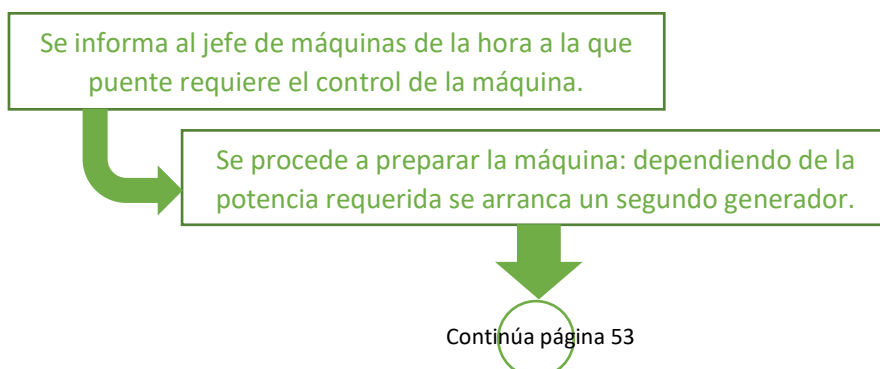 Se informa al jefe de máquinas de la hora a la que
puente requiere el control de la máquina.
Se procede a preparar la máquina: dependiendo de la
potencia requerida se arranca un segundo generador.
Continúa página 53